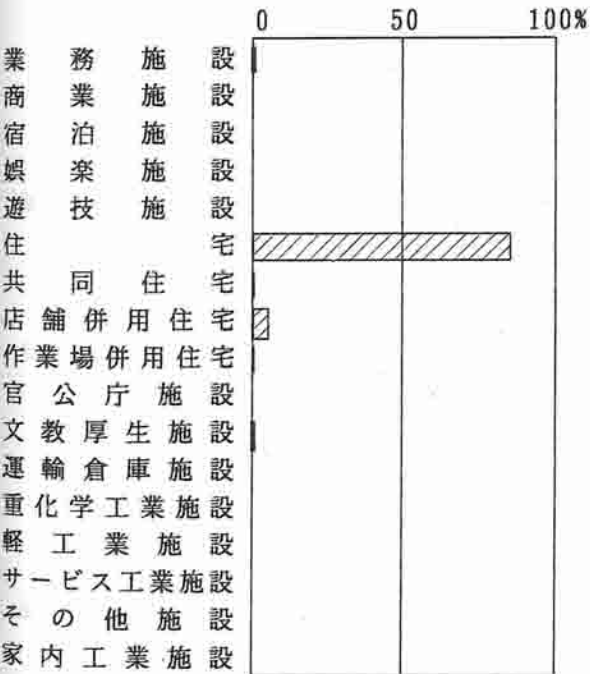 0 50 100%
業務施設
商業施設
宿泊施設
娯楽施設
遊技施設
住宅
共同住宅
店舗併用住宅
作業場併用住宅
官公庁施設
文教厚生施設
運輸倉庫施設
重化学工業施設
軽工業施設
サービス工業施設
その他施設
家内工業施設